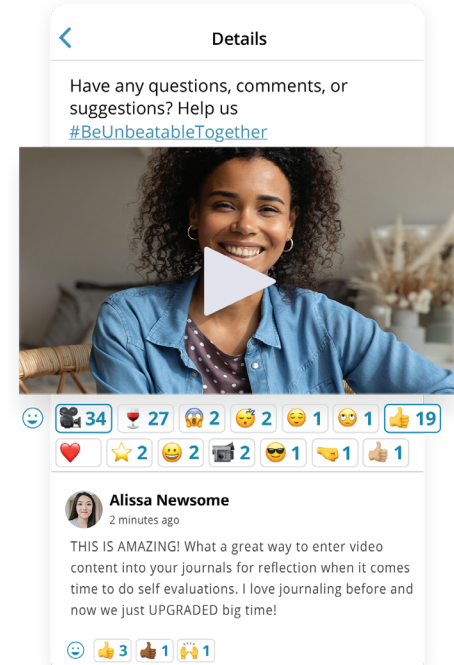 Details
Have any questions, comments, or
suggestions? Help us
#BeUnbeatableTogether
34 27 2 2 1 1 19
2 2 2 1 1 1
Alissa Newsome
2 minutes ago
THIS IS AMAZING! What a great way to enter video
content into your journals for reflection when it comes
time to do self evaluations. I love journaling before and
now we just UPGRADED big time!
3 1 1